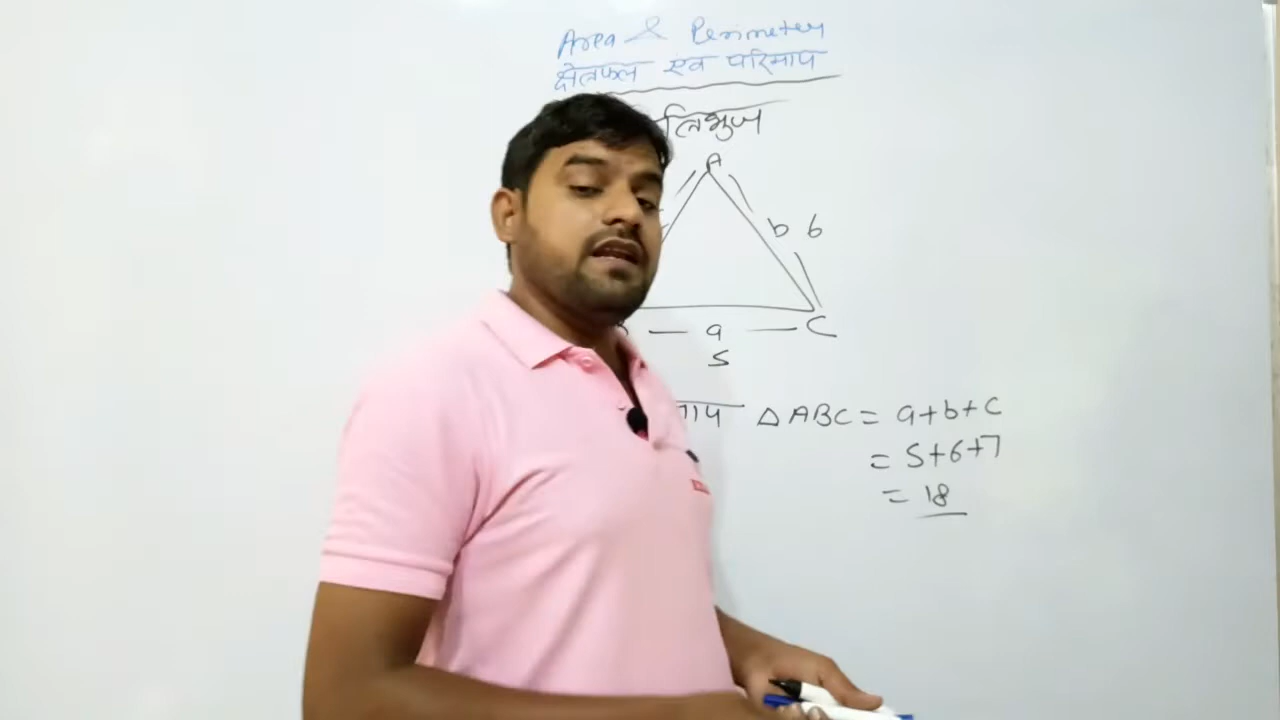 Area & Perimeter
क्षेत्रफल एवं परिमाप
त्रिभुज
A
b 6
a C
5
△ABC = a+b+c
= 5+6+7
= 18